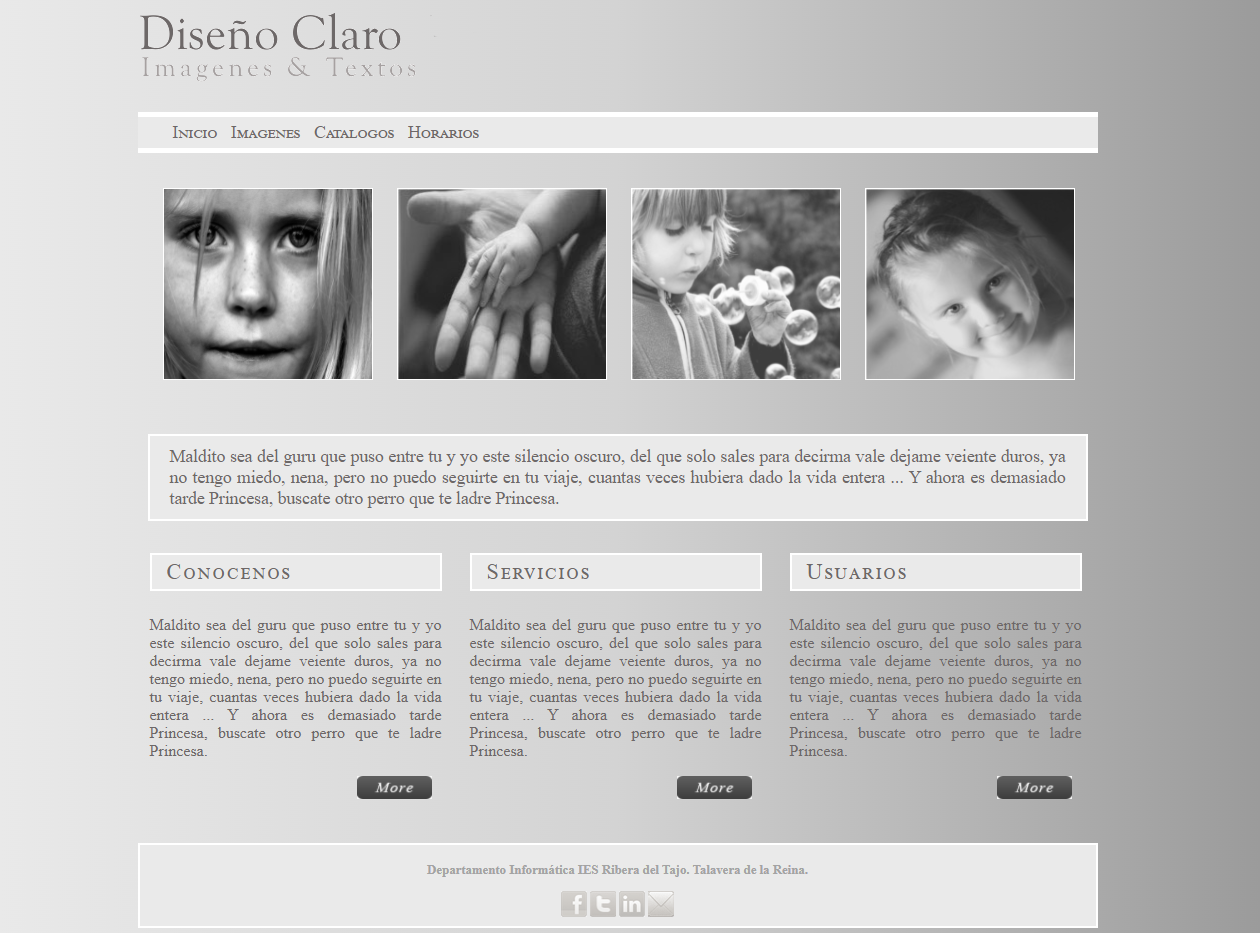 Diseño Claro
Imagenes & Textos
Inicio Imagenes Catalogos Horarios
Maldito sea del guru que puso entre tu y yo este silencio oscuro, del que solo sales para decirma vale dejame veiente duros, ya
no tengo miedo, nena, pero no puedo seguirte en tu viaje, cuantas veces hubiera dado la vida entera ... Y ahora es demasiado
tarde Princesa, buscate otro perro que te ladre Princesa.
Conocenos
Maldito sea del guru que puso entre tu y yo
este silencio oscuro, del que solo sales para
decirma vale dejame veiente duros, ya no
tengo miedo, nena, pero no puedo seguirte en
tu viaje, cuantas veces hubiera dado la vida
entera ... Y ahora es demasiado tarde
Princesa, buscate otro perro que te ladre
Princesa.
More
Servicios
Maldito sea del guru que puso entre tu y yo
este silencio oscuro, del que solo sales para
decirma vale dejame veiente duros, ya no
tengo miedo, nena, pero no puedo seguirte en
tu viaje, cuantas veces hubiera dado la vida
entera ... Y ahora es demasiado tarde
Princesa, buscate otro perro que te ladre
Princesa.
More
Usuarios
Maldito sea del guru que puso entre tu y yo
este silencio oscuro, del que solo sales para
decirma vale dejame veiente duros, ya no
tengo miedo, nena, pero no puedo seguirte en
tu viaje, cuantas veces hubiera dado la vida
entera ... Y ahora es demasiado tarde
Princesa, buscate otro perro que te ladre
Princesa.
More
Departamento Informática IES Ribera del Tajo. Talavera de la Reina.
f t in